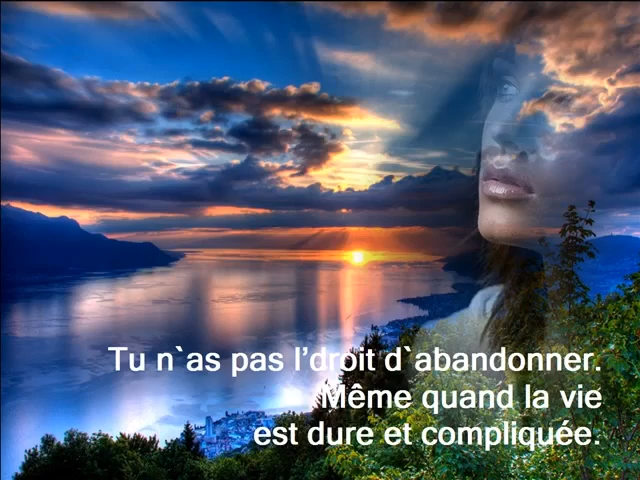 Tu n`as pas l’droit d`abandonner.
Même quand la vie
est dure et compliquée.